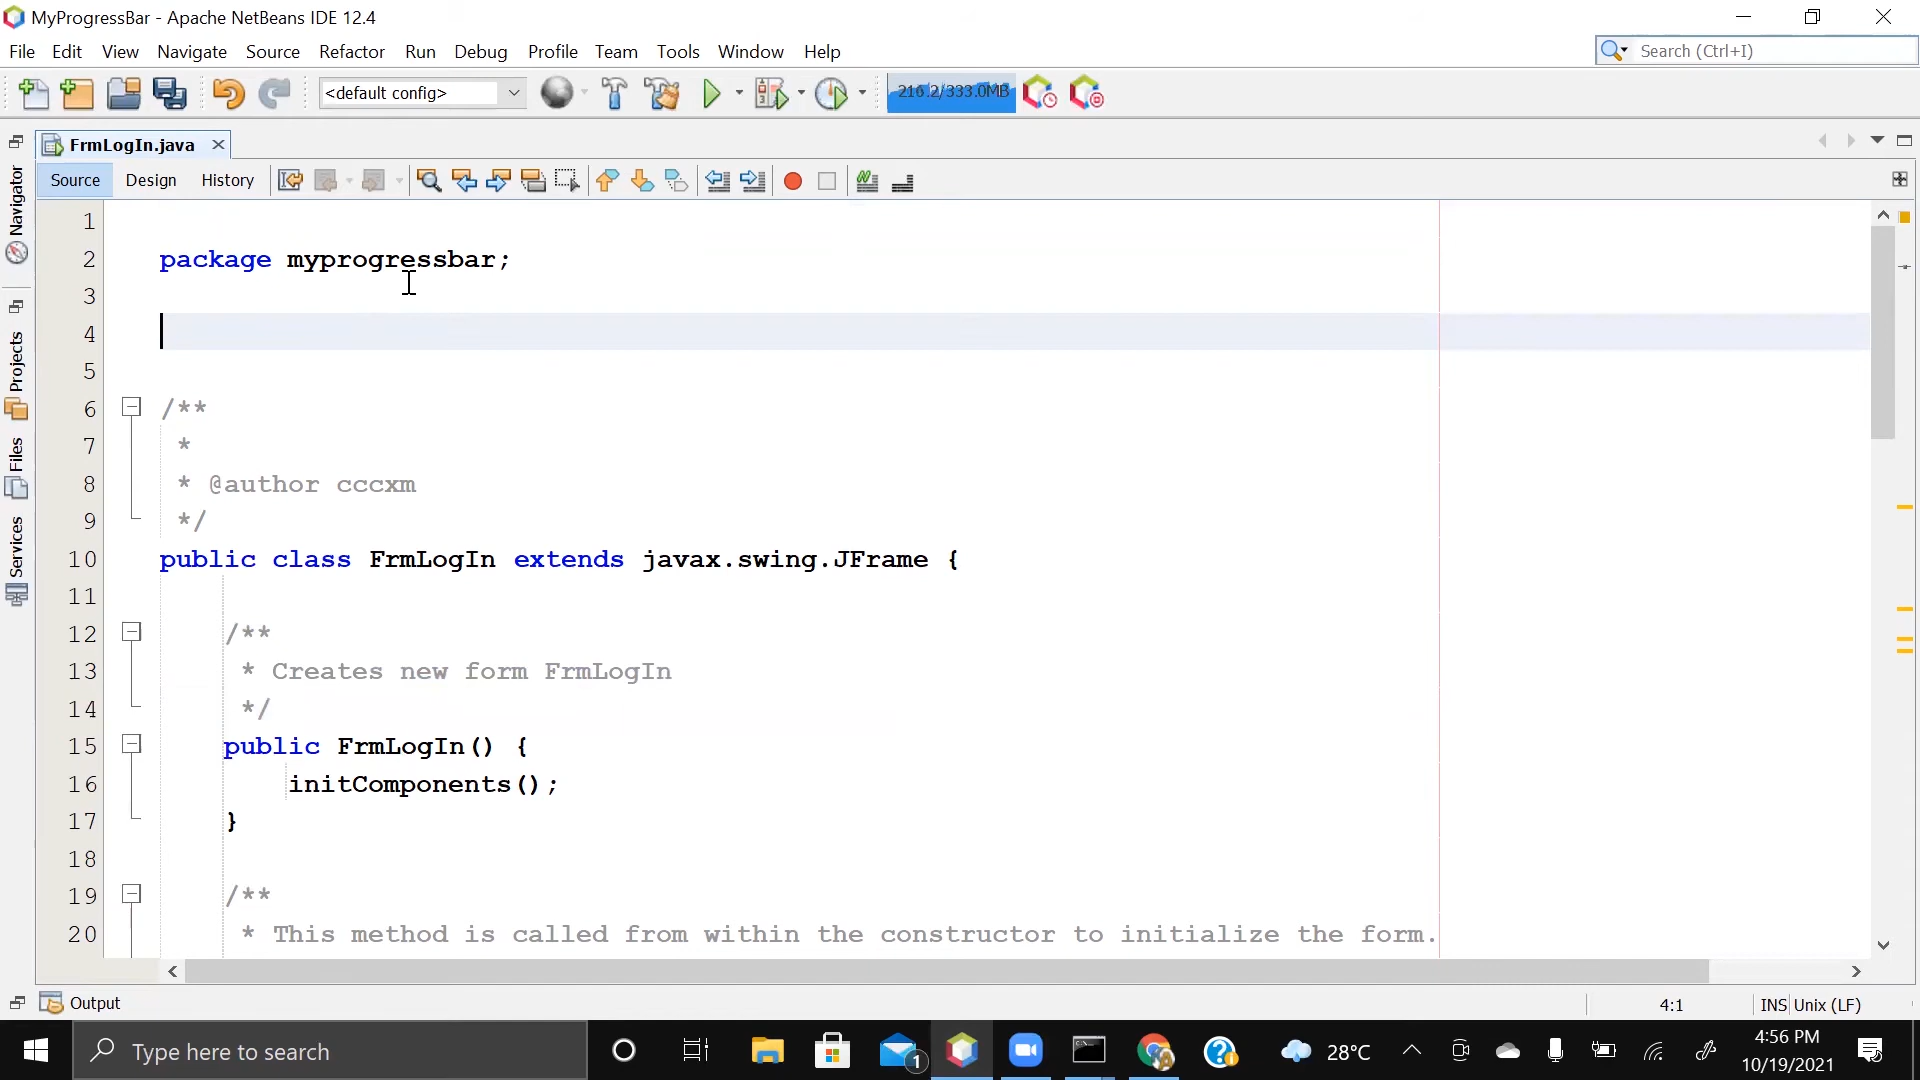 MyProgressBar - Apache NetBeans IDE 12.4
File Edit View Navigate Source Refactor Run Debug Profile Team Tools Window Help
Search (Ctrl+I)
<default config>
216.2/333.0MB
FrmLogIn.java
Source Design History
Navigator
Projects
Files
Services
1
2 package myprogressbar;
3
4
5
6 /**
7 *
8 * @author cccxm
9 */
10 public class FrmLogIn extends javax.swing.JFrame {
11
12 /**
13 * Creates new form FrmLogIn
14 */
15 public FrmLogIn() {
16 initComponents();
17 }
18
19 /**
20 * This method is called from within the constructor to initialize the form.
Output
4:1 INS Unix (LF)
Type here to search
1
28°C
4:56 PM
10/19/2021